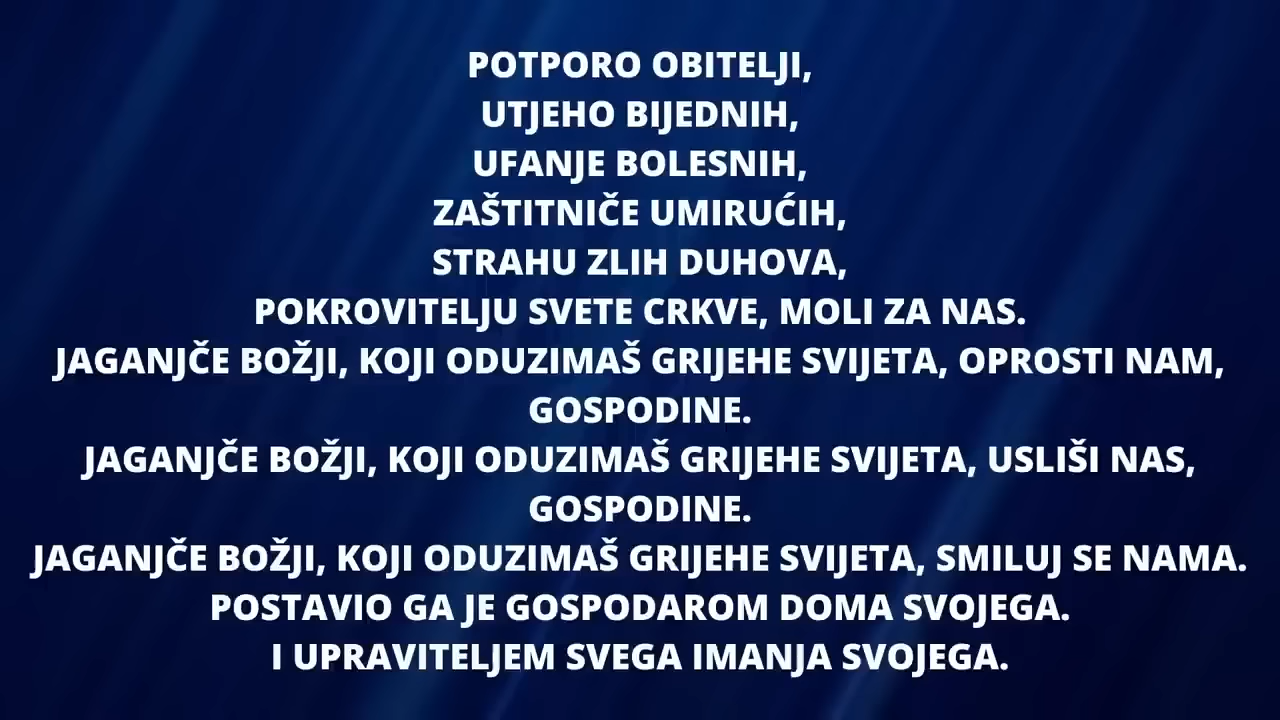 POTPORO OBITELJI,
UTJEHO BIJEDNIH,
UFANJE BOLESNIH,
ZAŠTITNIČE UMIRUĆIH,
STRAHU ZLIH DUHOVA,
POKROVITELJU SVETE CRKVE, MOLI ZA NAS.
JAGANJČE BOŽJI, KOJI ODUZIMAŠ GRIJEHE SVIJETA, OPROSTI NAM,
GOSPODINE.
JAGANJČE BOŽJI, KOJI ODUZIMAŠ GRIJEHE SVIJETA, USLIŠI NAS,
GOSPODINE.
JAGANJČE BOŽJI, KOJI ODUZIMAŠ GRIJEHE SVIJETA, SMILUJ SE NAMA.
POSTAVIO GA JE GOSPODAROM DOMA SVOJEGA.
I UPRAVITELJEM SVEGA IMANJA SVOJEGA.